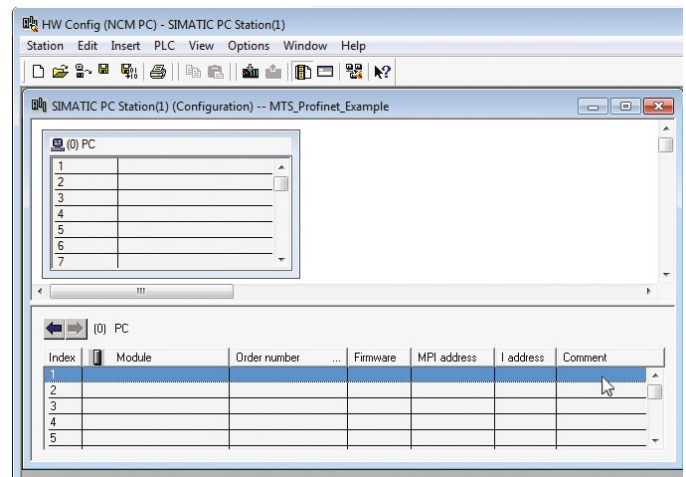 HW Config (NCM PC) - SIMATIC PC Station(1)
Station Edit Insert PLC View Options Window Help
SIMATIC PC Station(1) (Configuration) -- MTS_Profinet_Example
(0) PC
1
2
3
4
5
6
7
(0) PC
Index Module Order number ... Firmware MPI address I address Comment
1
2
3
4
5